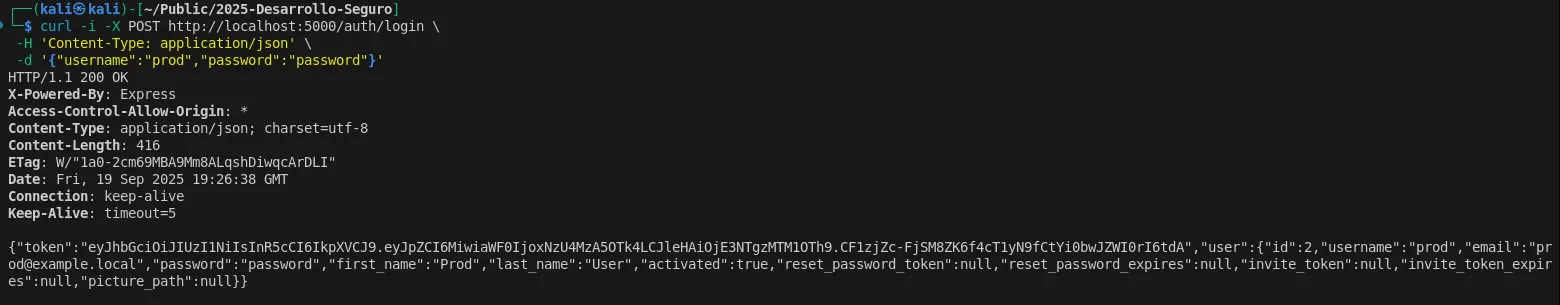 ┌──(kali㉿kali)-[~/Public/2025-Desarrollo-Seguro]
└─$ curl -i -X POST http://localhost:5000/auth/login \
-H 'Content-Type: application/json' \
-d '{"username":"prod","password":"password"}'
HTTP/1.1 200 OK
X-Powered-By: Express
Access-Control-Allow-Origin: *
Content-Type: application/json; charset=utf-8
Content-Length: 416
ETag: W/"1a0-2cm69MBA9Mm8ALqshDiwqcArDLI"
Date: Fri, 19 Sep 2025 19:26:38 GMT
Connection: keep-alive
Keep-Alive: timeout=5
{"token":"eyJhbGciOiJIUzI1NiIsInR5cCI6IkpXVCJ9.eyJpZCI6MiwiaWF0IjoxNzU4MzA5OTk4LCJleHAiOjE3NTgzMTM1OTh9.CF1zjZc-FjSM8ZK6f4cT1yN9fCtYi0bwJZWI0rI6tdA","user":{"id":2,"username":"prod","email":"pr
od@example.local","password":"password","first_name":"Prod","last_name":"User","activated":true,"reset_password_token":null,"reset_password_expires":null,"invite_token":null,"invite_token_expir
es":null,"picture_path":null}}